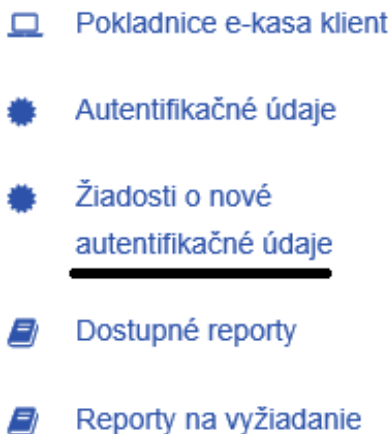 Pokladnice e-kasa klient
Autentifikačné údaje
Žiadosti o nové
autentifikačné údaje
Dostupné reporty
Reporty na vyžiadanie